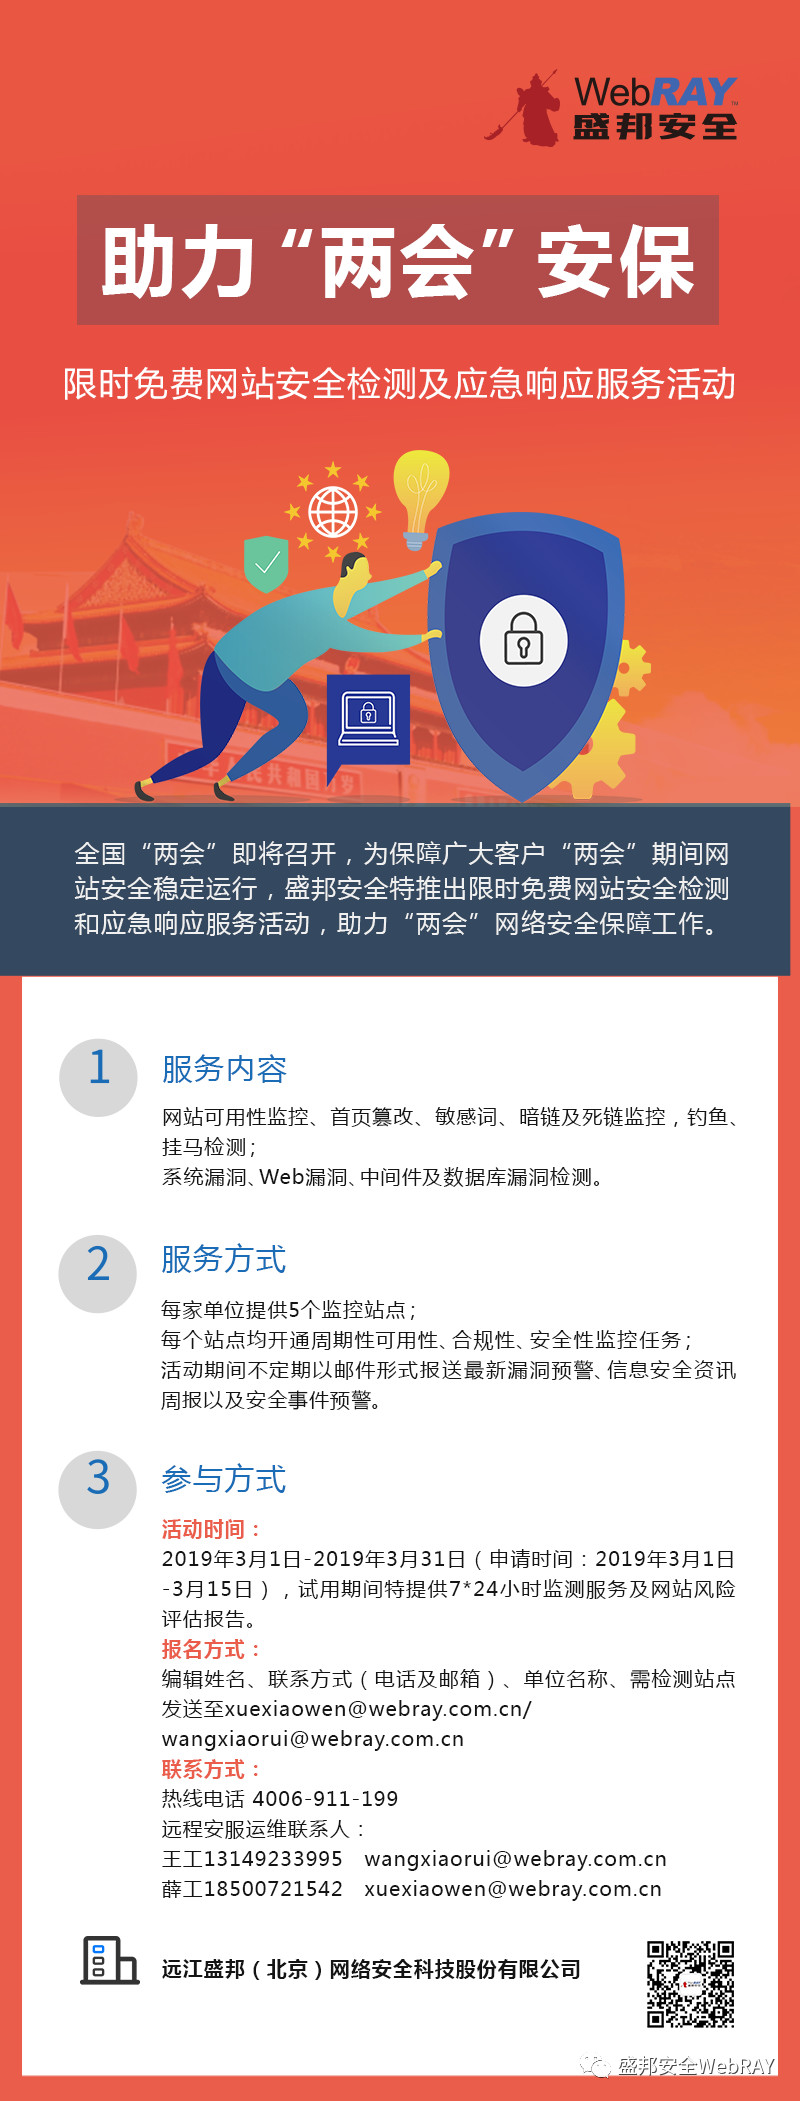 WebRAY™
盛邦安全
助力“两会”安保
限时免费网站安全检测及应急响应服务活动
全国“两会”即将召开，为保障广大客户“两会”期间网
站安全稳定运行，盛邦安全特推出限时免费网站安全检测
和应急响应服务活动，助力“两会”网络安全保障工作。
1
服务内容
网站可用性监控、首页篡改、敏感词、暗链及死链监控，钓鱼、
挂马检测；
系统漏洞、Web漏洞、中间件及数据库漏洞检测。
2
服务方式
每家单位提供5个监控站点；
每个站点均开通周期性可用性、合规性、安全性监控任务；
活动期间不定期以邮件形式报送最新漏洞预警、信息安全资讯
周报以及安全事件预警。
3
参与方式
活动时间：
2019年3月1日-2019年3月31日（申请时间：2019年3月1日
-3月15日），试用期间特提供7*24小时监测服务及网站风险
评估报告。
报名方式：
编辑姓名、联系方式（电话及邮箱）、单位名称、需检测站点
发送至xuexiaowen@webray.com.cn/
wangxiaorui@webray.com.cn
联系方式：
热线电话 4006-911-199
远程安服运维联系人：
王工13149233995 wangxiaorui@webray.com.cn
薛工18500721542 xuexiaowen@webray.com.cn
远江盛邦（北京）网络安全科技股份有限公司
盛邦安全WebRAY